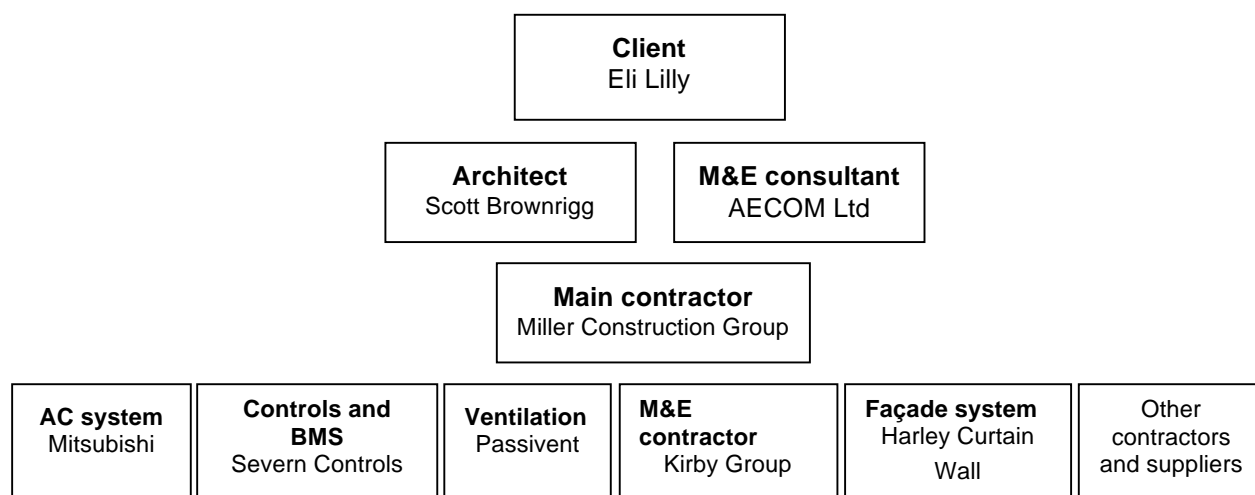 Client
Eli Lilly
Architect
Scott Brownrigg
M&E consultant
AECOM Ltd
Main contractor
Miller Construction Group
AC system
Mitsubishi
Controls and
BMS
Severn Controls
Ventilation
Passivent
M&E
contractor
Kirby Group
Façade system
Harley Curtain
Wall
Other
contractors
and suppliers